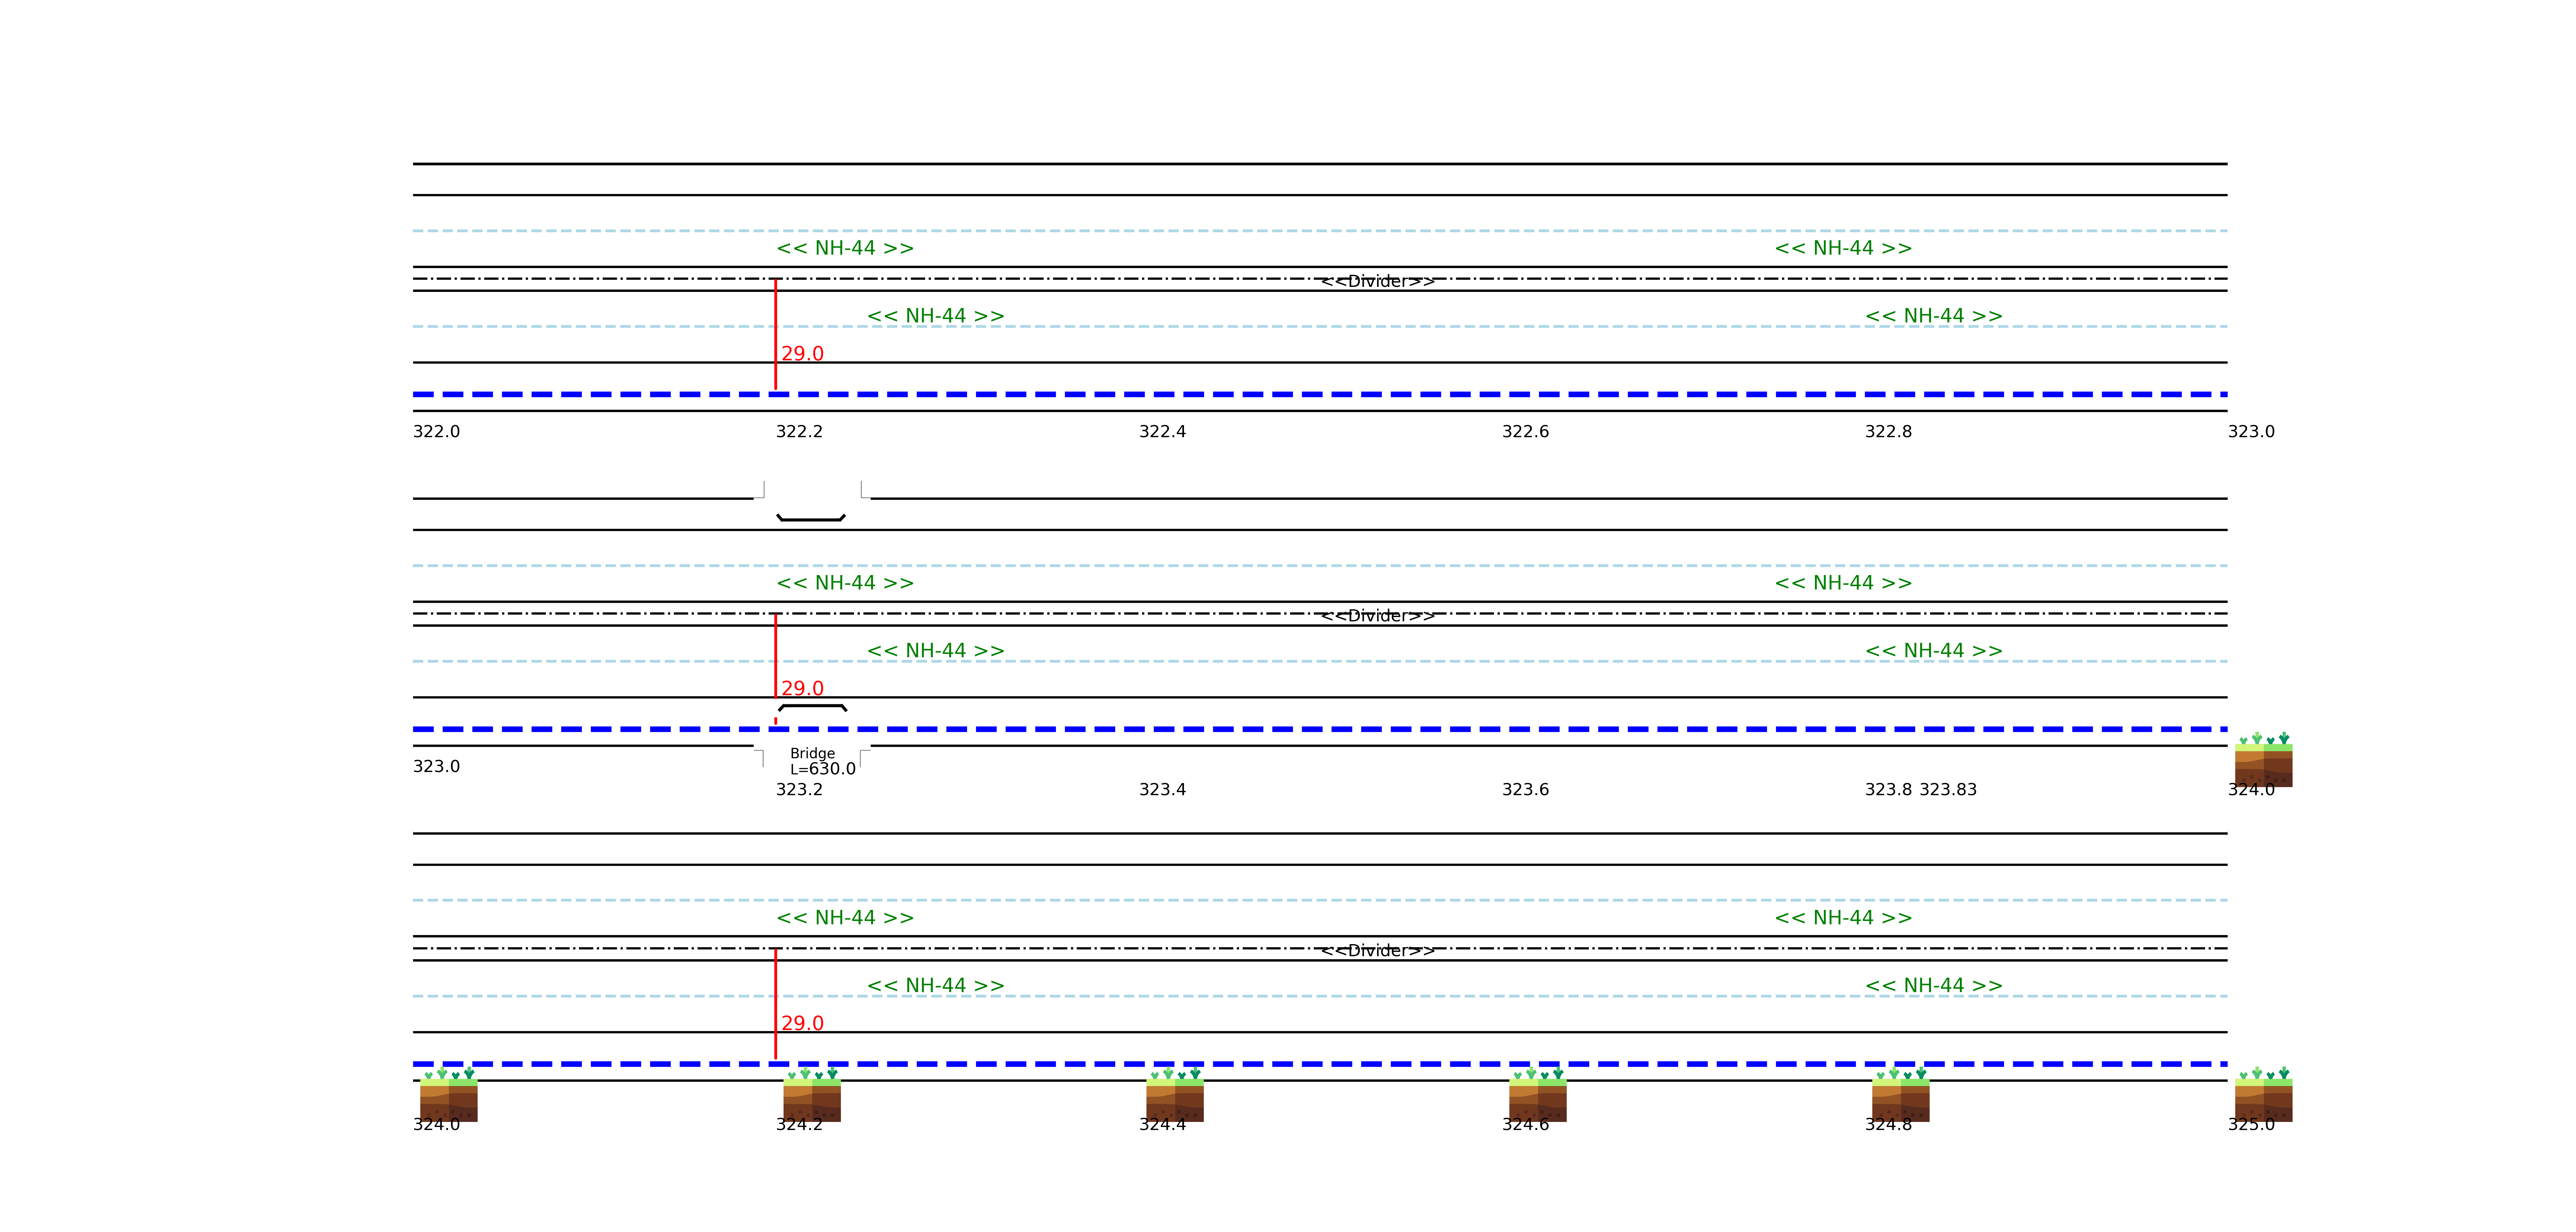 << NH-44 >> << NH-44 >>
<<Divider>>
<< NH-44 >> << NH-44 >>
29.0
322.0 322.2 322.4 322.6 322.8 323.0
<< NH-44 >> << NH-44 >>
<<Divider>>
<< NH-44 >> << NH-44 >>
29.0
Bridge
323.0 L=630.0
323.2 323.4 323.6 323.8 323.83 324.0
<< NH-44 >> << NH-44 >>
<<Divider>>
<< NH-44 >> << NH-44 >>
29.0
324.0 324.2 324.4 324.6 324.8 325.0